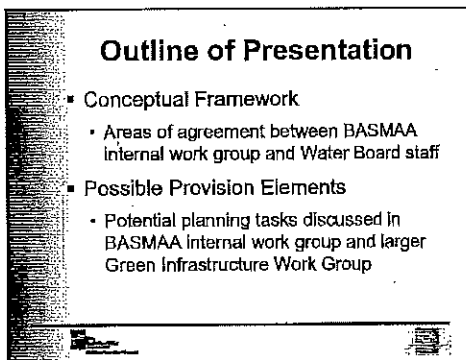 Outline of Presentation
▪ Conceptual Framework
• Areas of agreement between BASMAA
internal work group and Water Board staff
▪ Possible Provision Elements
• Potential planning tasks discussed in
BASMAA internal work group and larger
Green Infrastructure Work Group